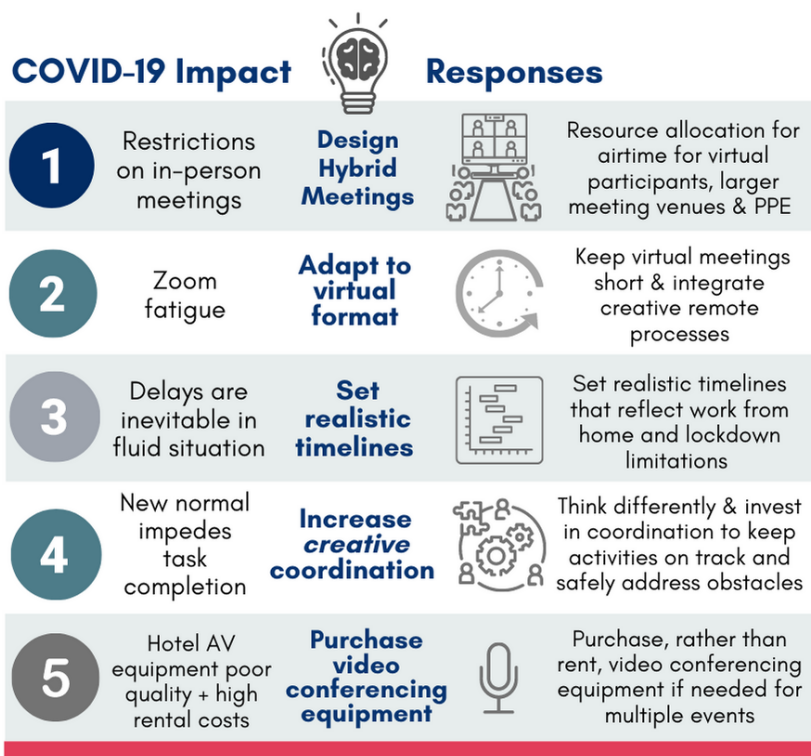 COVID-19 Impact
Responses
1
Restrictions
on in-person
meetings
Design
Hybrid
Meetings
Resource allocation for
airtime for virtual
participants, larger
meeting venues & PPE
2
Zoom
fatigue
Adapt to
virtual
format
Keep virtual meetings
short & integrate
creative remote
processes
3
Delays are
inevitable in
fluid situation
Set
realistic
timelines
Set realistic timelines
that reflect work from
home and lockdown
limitations
4
New normal
impedes
task
completion
Increase
creative
coordination
Think differently & invest
in coordination to keep
activities on track and
safely address obstacles
5
Hotel AV
equipment poor
quality + high
rental costs
Purchase
video
conferencing
equipment
Purchase, rather than
rent, video conferencing
equipment if needed for
multiple events